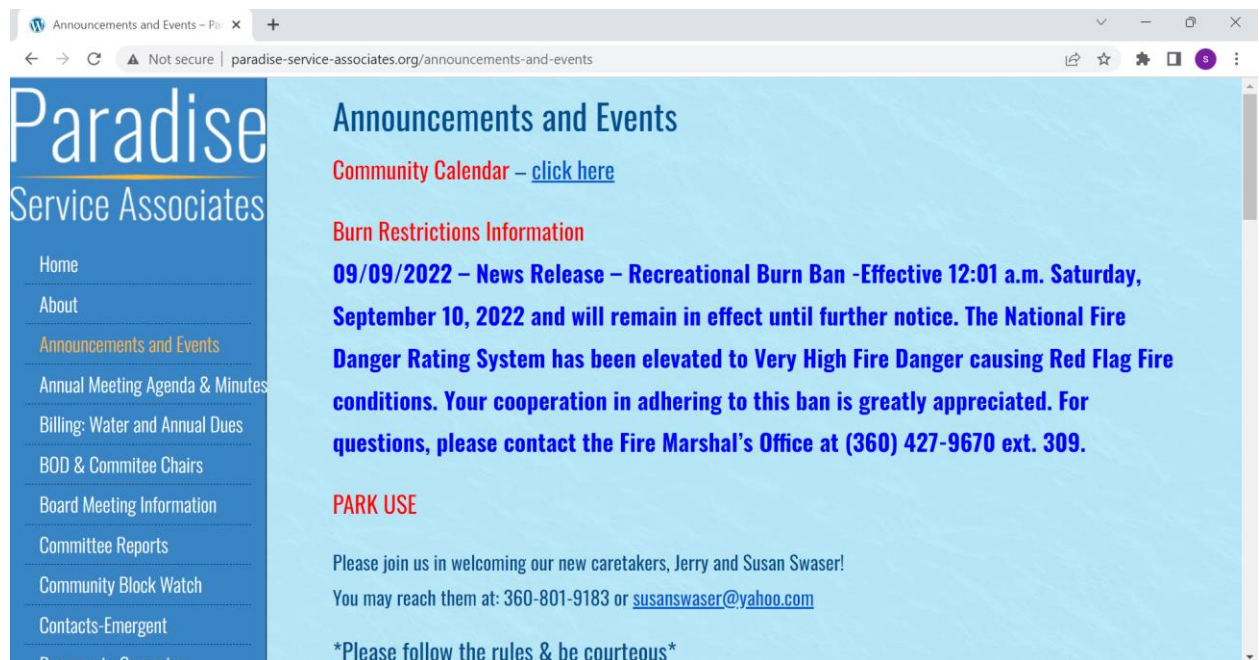 Announcements and Events – Pa
Not secure | paradise-service-associates.org/announcements-and-events
S
Paradise
Service Associates
Home
About
Announcements and Events
Annual Meeting Agenda & Minutes
Billing: Water and Annual Dues
BOD & Commitee Chairs
Board Meeting Information
Committee Reports
Community Block Watch
Contacts-Emergent
Announcements and Events
Community Calendar – click here
Burn Restrictions Information
09/09/2022 – News Release – Recreational Burn Ban -Effective 12:01 a.m. Saturday,
September 10, 2022 and will remain in effect until further notice. The National Fire
Danger Rating System has been elevated to Very High Fire Danger causing Red Flag Fire
conditions. Your cooperation in adhering to this ban is greatly appreciated. For
questions, please contact the Fire Marshal’s Office at (360) 427-9670 ext. 309.
PARK USE
Please join us in welcoming our new caretakers, Jerry and Susan Swaser!
You may reach them at: 360-801-9183 or susanswaser@yahoo.com
*Please follow the rules & be courteous*